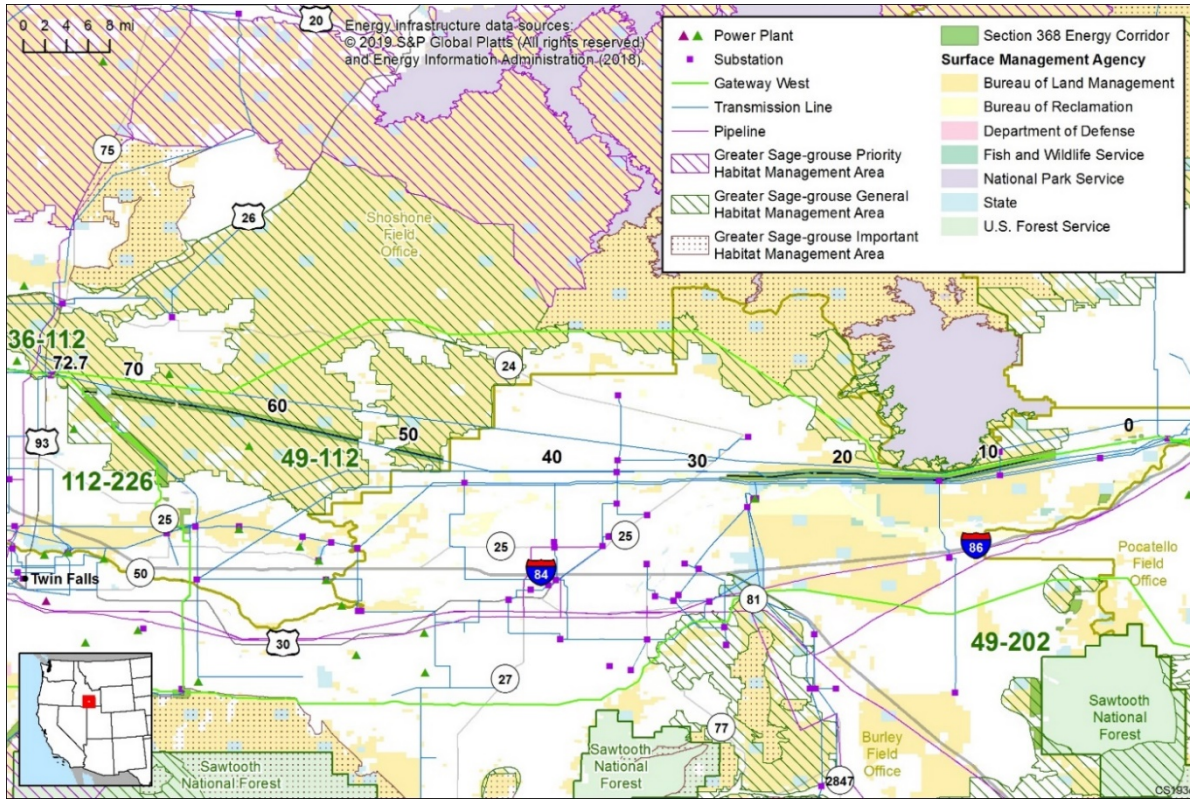 0 2 4 6 8 mi
20
Energy infrastructure data sources:
© 2019 S&P Global Platts (All rights reserved)
and Energy Information Administration (2018).
Power Plant
Substation
Gateway West
Transmission Line
Pipeline
Greater Sage-grouse Priority
Habitat Management Area
Greater Sage-grouse General
Habitat Management Area
Greater Sage-grouse Important
Habitat Management Area
Section 368 Energy Corridor
Surface Management Agency
Bureau of Land Management
Bureau of Reclamation
Department of Defense
Fish and Wildlife Service
National Park Service
State
U.S. Forest Service
75
26
Shoshone
Field
Office
36-112
72.7
70
24
60
50
93
49-112
40
30
20
10
0
112-226
25
25
25
84
86
Pocatello
Field
Office
Twin Falls
50
81
30
49-202
27
77
Sawtooth
National
Forest
Burley
Field
Office
Sawtooth
National Forest
Sawtooth
National
Forest
2847